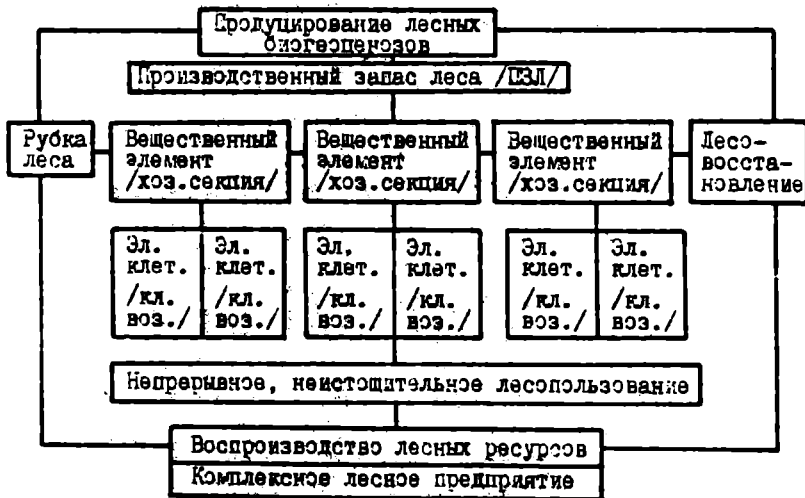 Продуцирование лесных
биогеоценозов
Производственный запас леса /ПЗЛ/
Рубка
леса
Вещественный
элемент
/хоз.секция/
Вещественный
элемент
/хоз.секция/
Вещественный
элемент
/хоз.секция/
Лесо-
восста-
новление
Эл.
клет.
/кл.
воз./
Эл.
клет.
/кл.
воз./
Эл.
клет.
/кл.
воз./
Эл.
клет.
/кл.
воз./
Эл.
клет.
/кл.
воз./
Эл.
клет.
/кл.
воз./
Непрерывное, неистощительное лесопользование
Воспроизводство лесных ресурсов
Комплексное лесное предприятие